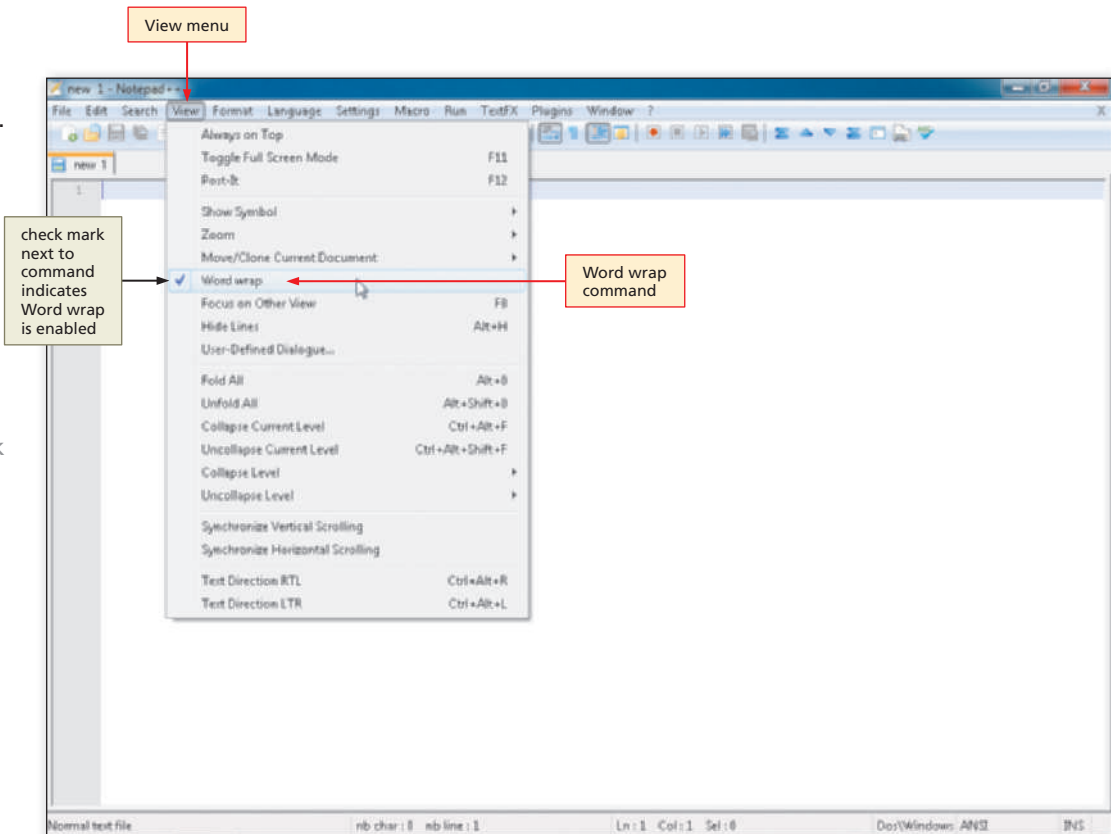 View menu
new 1 - Notepad++
File Edit Search View Format Language Settings Macro Run TextFX Plugins Window ? X
new 1
1
Always on Top
Toggle Full Screen Mode F11
Post-It F12
Show Symbol
Zoom
Move/Clone Current Document
Word wrap
Focus on Other View F8
Hide Lines Alt+H
User-Defined Dialogue...
Fold All Alt+0
Unfold All Alt+Shift+0
Collapse Current Level Ctrl+Alt+F
Uncollapse Current Level Ctrl+Alt+Shift+F
Collapse Level
Uncollapse Level
Synchronize Vertical Scrolling
Synchronize Horizontal Scrolling
Text Direction RTL Ctrl+Alt+R
Text Direction LTR Ctrl+Alt+L
check mark
next to
command
indicates
Word wrap
is enabled
Word wrap
command
Normal text file nb char : 0 nb line : 1 Ln : 1 Col : 1 Sel : 0 Dos\Windows ANSI INS